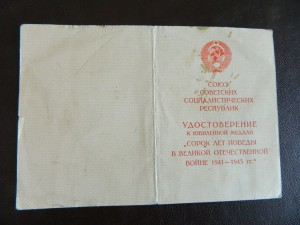 СОЮЗ
СОВЕТСКИХ
СОЦИАЛИСТИЧЕСКИХ
РЕСПУБЛИК
УДОСТОВЕРЕНИЕ
К ЮБИЛЕЙНОЙ МЕДАЛИ
„СОРОК ЛЕТ ПОБЕДЫ
В ВЕЛИКОЙ ОТЕЧЕСТВЕННОЙ
ВОЙНЕ 1941—1945 гг."